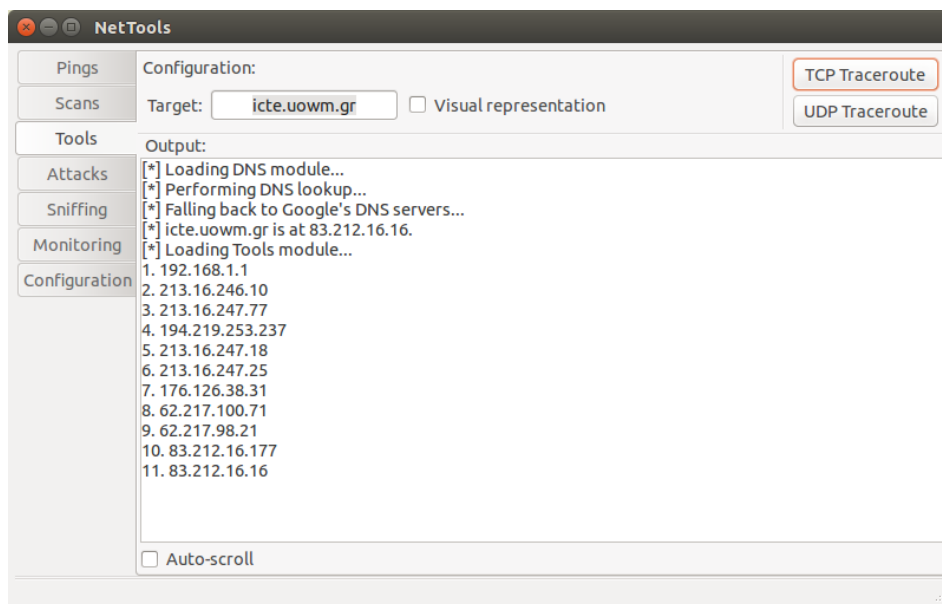 NetTools
Pings
Scans
Tools
Attacks
Sniffing
Monitoring
Configuration
Configuration:
Target: icte.uowm.gr Visual representation
TCP Traceroute
UDP Traceroute
Output:
[*] Loading DNS module...
[*] Performing DNS lookup...
[*] Falling back to Google's DNS servers...
[*] icte.uowm.gr is at 83.212.16.16.
[*] Loading Tools module...
1. 192.168.1.1
2. 213.16.246.10
3. 213.16.247.77
4. 194.219.253.237
5. 213.16.247.18
6. 213.16.247.25
7. 176.126.38.31
8. 62.217.100.71
9. 62.217.98.21
10. 83.212.16.177
11. 83.212.16.16
Auto-scroll